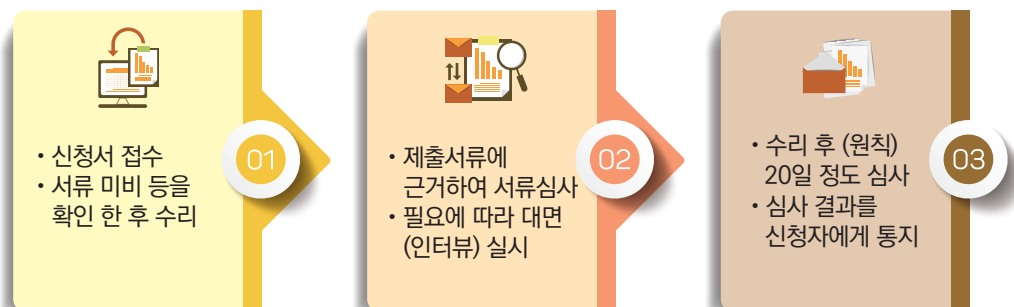 • 신청서 접수
• 서류 미비 등을
확인 한 후 수리
01
• 제출서류에
근거하여 서류심사
• 필요에 따라 대면
(인터뷰) 실시
02
• 수리 후 (원칙)
20일 정도 심사
• 심사 결과를
신청자에게 통지
03